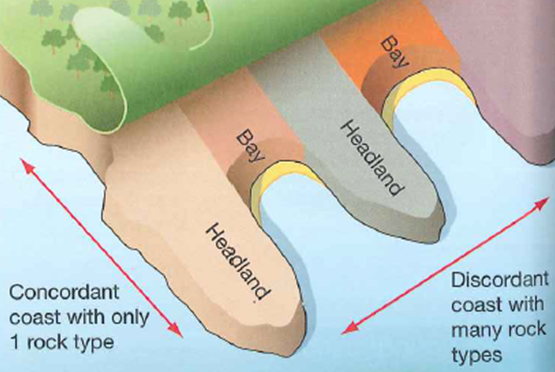 Bay
Headland
Bay
Headland
Concordant
coast with only
1 rock type
Discordant
coast with
many rock
types